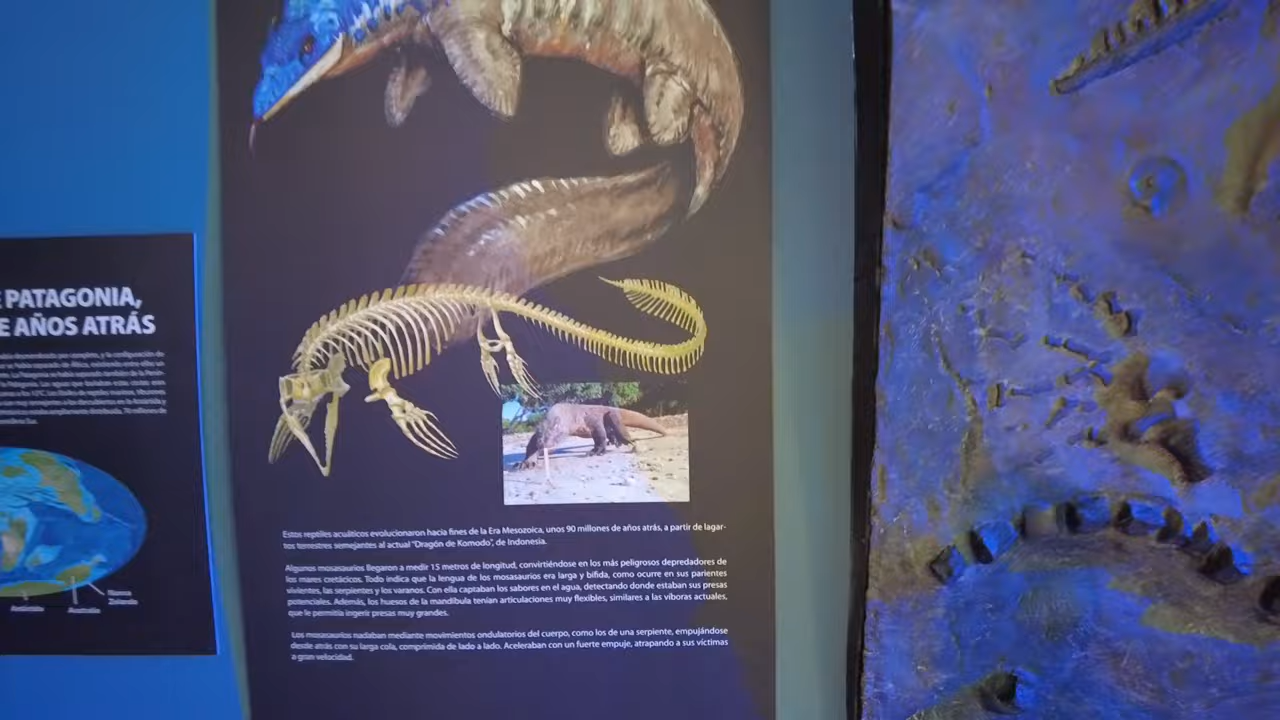 E PATAGONIA,
E AÑOS ATRÁS
Antártida
Australia
Nueva
Zelanda
Estos reptiles acuáticos evolucionaron hacia fines de la Era Mesozoica, unos 90 millones de años atrás, a partir de lagar-
tos terrestres semejantes al actual "Dragón de Komodo", de Indonesia.
Algunos mosasaurios llegaron a medir 15 metros de longitud, convirtiéndose en los más peligrosos depredadores de
los mares cretácicos. Todo indica que la lengua de los mosasaurios era larga y bífida, como ocurre en sus parientes
vivientes, las serpientes y los varanos. Con ella captaban los sabores en el agua, detectando donde estaban sus presas
potenciales. Además, los huesos de la mandíbula tenían articulaciones muy flexibles, similares a las víboras actuales,
que le permitía ingerir presas muy grandes.
Los mosasaurios nadaban mediante movimientos ondulatorios del cuerpo, como los de una serpiente, empujándose
desde atrás con su larga cola, comprimida de lado a lado. Aceleraban con un fuerte empuje, atrapando a sus víctimas
a gran velocidad.